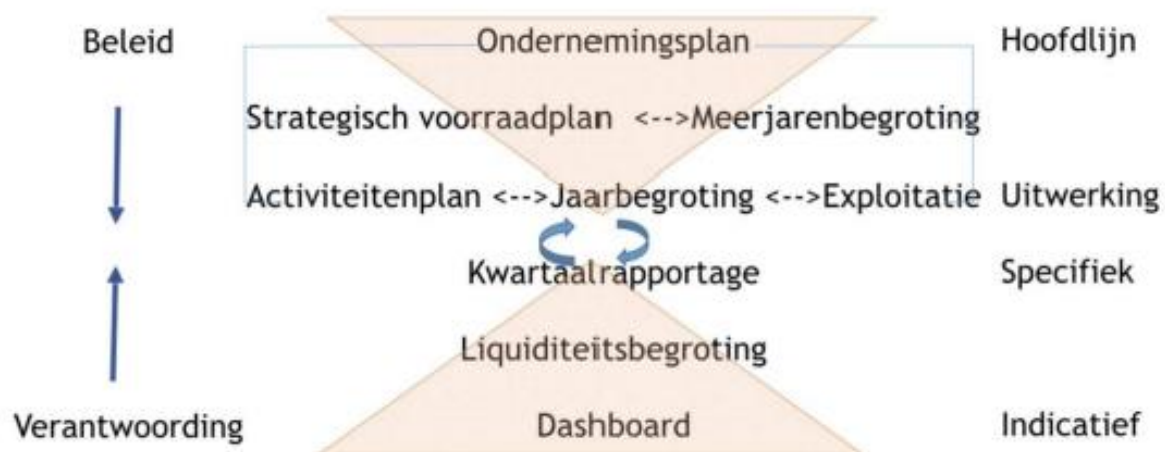 Beleid Ondernemingsplan Hoofdlijn
Strategisch voorraadplan <-->Meerjarenbegroting
Activiteitenplan <-->Jaarbegroting <-->Exploitatie Uitwerking
Kwartaalrapportage Specifiek
Liquiditeitsbegroting
Verantwoording Dashboard Indicatief